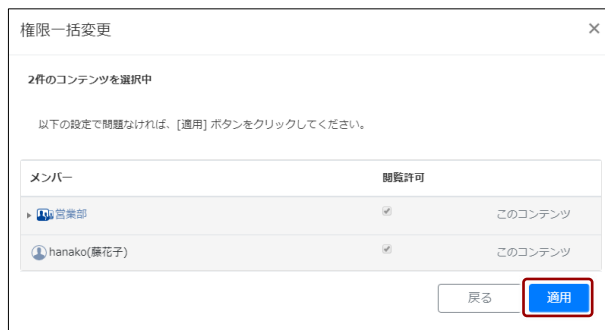 権限一括変更
2件のコンテンツを選択中
以下の設定で問題なければ、[適用] ボタンをクリックしてください。
メンバー 閲覧許可
営業部 このコンテンツ
hanako(藤花子) このコンテンツ
戻る 適用